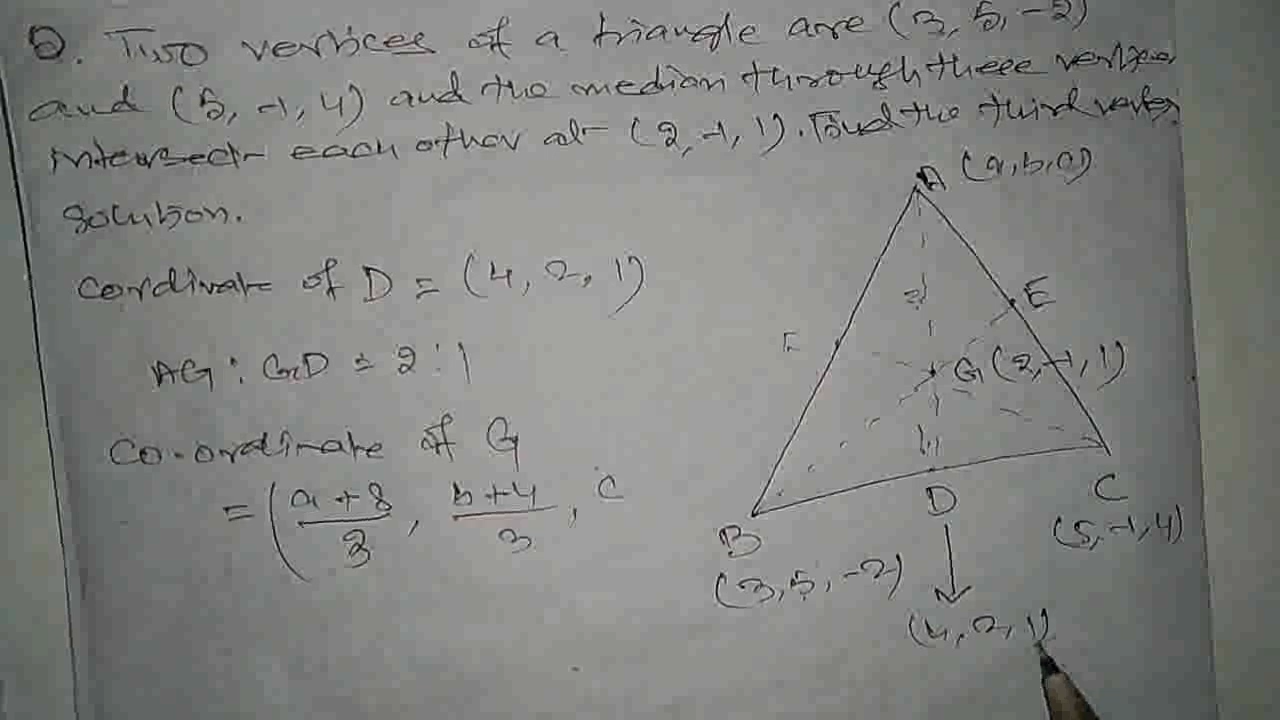 Q. Two vertices of a triangle are (3, 5, -2)
and (5, -1, 4) and the median through these vertices
intersect each other at (2, -1, 1). Find the third vertex.
Solution.
A (a, b, c)
Coordinate of D = (4, 2, 1)
2
E
F
AG : GD = 2 : 1
G (2, -1, 1)
Co-ordinate of G
1
= (a+8/3, b+4/3, c
B
D
C
(3, 5, -2)
(5, -1, 4)
(4, 2, 1)